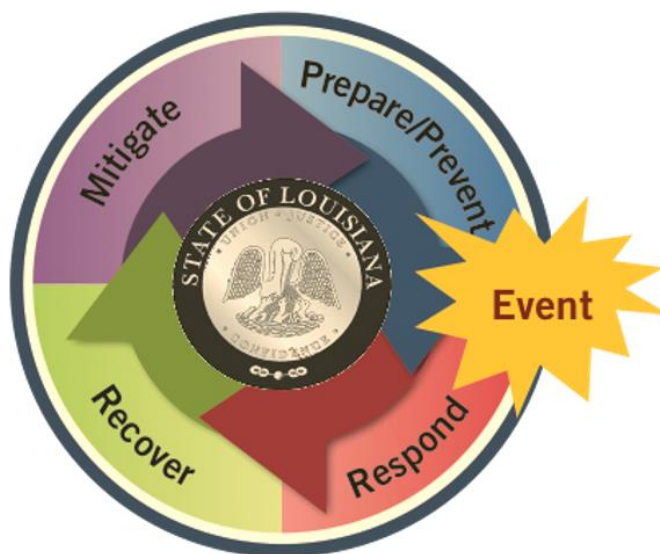 Mitigate
Prepare/Prevent
STATE OF LOUISIANA
UNION · JUSTICE
CONFIDENCE
Event
Recover
Respond